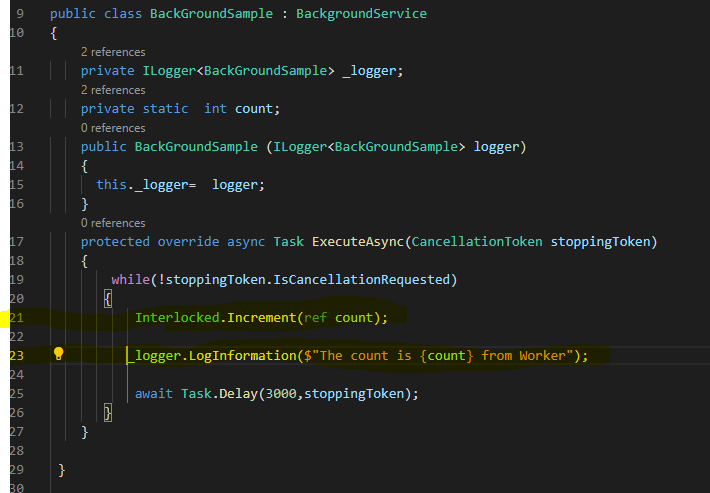 9 public class BackGroundSample : BackgroundService
10 {
2 references
11 private ILogger<BackGroundSample> _logger;
2 references
12 private static  int count;
0 references
13 public BackGroundSample (ILogger<BackGroundSample> logger)
14 {
15 this._logger=  logger;
16 }
0 references
17 protected override async Task ExecuteAsync(CancellationToken stoppingToken)
18 {
19 while(!stoppingToken.IsCancellationRequested)
20 {
21 Interlocked.Increment(ref count);
22
23 _logger.LogInformation($"The count is {count} from Worker");
24
25 await Task.Delay(3000,stoppingToken);
26 }
27 }
28
29 }
30